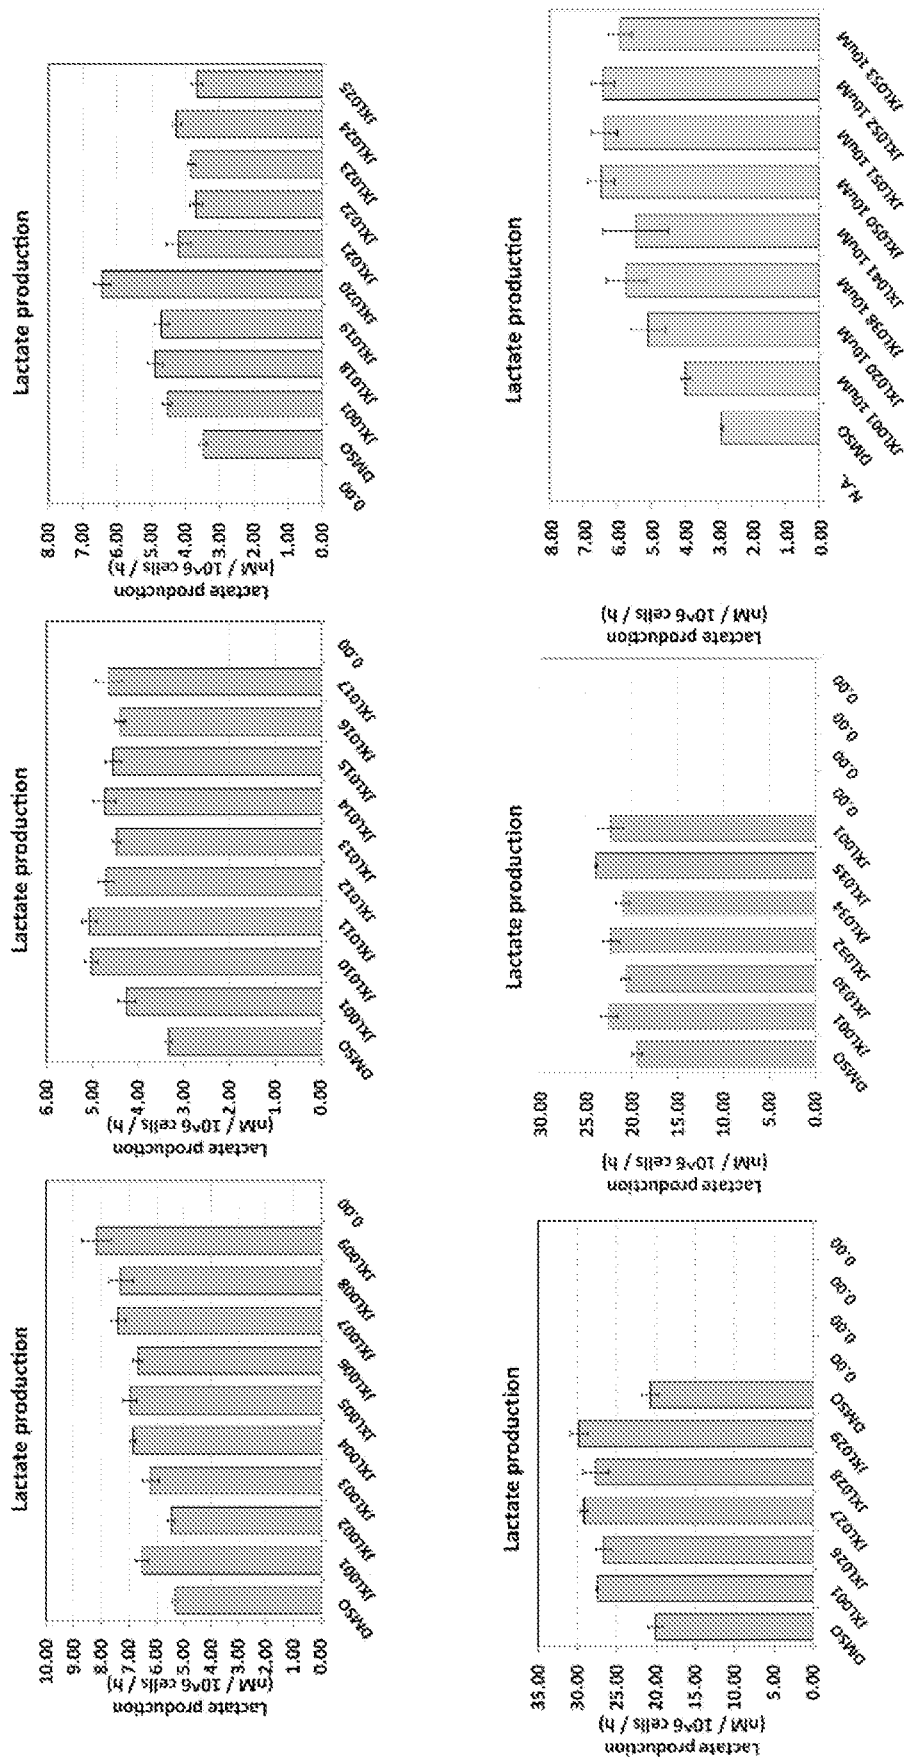 Lactate production
Lactate production
(nM / 10^6 cells / h)
10.00
9.00
8.00
7.00
6.00
5.00
4.00
3.00
2.00
1.00
0.00
DMSO
JXL001
JXL002
JXL003
JXL004
JXL005
JXL006
JXL007
JXL008
JXL009
0.00
Lactate production
Lactate production
(nM / 10^6 cells / h)
6.00
5.00
4.00
3.00
2.00
1.00
0.00
DMSO
JXL001
JXL010
JXL011
JXL012
JXL013
JXL014
JXL015
JXL016
JXL017
0.00
Lactate production
Lactate production
(nM / 10^6 cells / h)
8.00
7.00
6.00
5.00
4.00
3.00
2.00
1.00
0.00
0.00
DMSO
JXL001
JXL018
JXL019
JXL020
JXL021
JXL022
JXL023
JXL024
JXL025
Lactate production
Lactate production
(nM / 10^6 cells / h)
35.00
30.00
25.00
20.00
15.00
10.00
5.00
0.00
DMSO
JXL001
JXL026
JXL027
JXL028
JXL029
DMSO
0.00
0.00
0.00
0.00
Lactate production
Lactate production
(nM / 10^6 cells / h)
30.00
25.00
20.00
15.00
10.00
5.00
0.00
DMSO
JXL001
JXL030
JXL032
JXL034
JXL035
JXL001
0.00
0.00
0.00
0.00
Lactate production
Lactate production
(nM / 10^6 cells / h)
8.00
7.00
6.00
5.00
4.00
3.00
2.00
1.00
0.00
N.A.
DMSO
JXL001 10uM
JXL020 10uM
10uM
JXL041 10uM
JXL050 10uM
JXL051 10uM
JXL052 10uM
JXL053 10uM